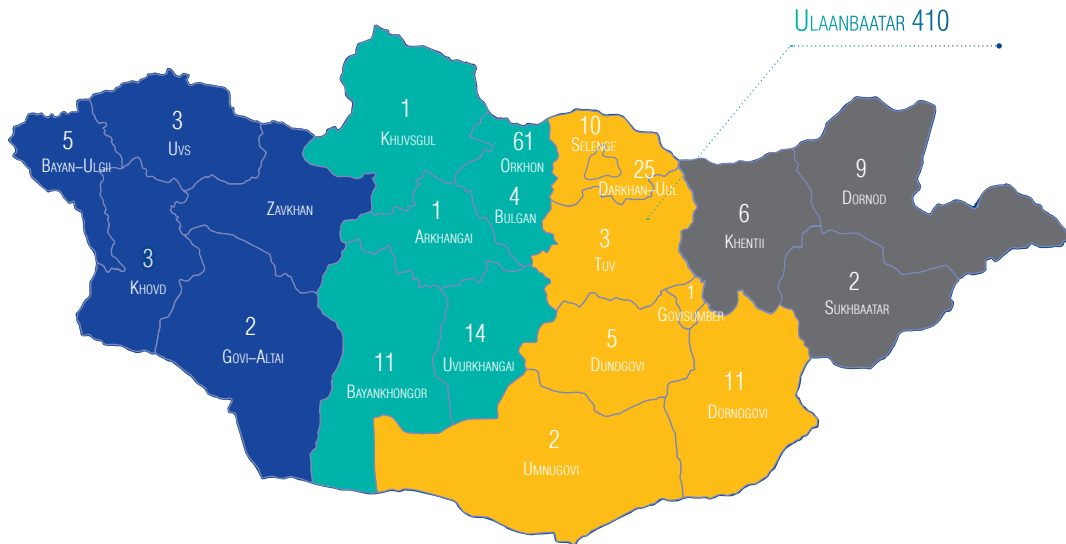 Ulaanbaatar 410
5
Bayan–Ulgii
3
Uvs
Zavkhan
3
Khovd
2
Govi–Altai
1
Khuvsgul
61
Orkhon
4
Bulgan
1
Arkhangai
11
Bayankhongor
14
Uvurkhangai
10
Selenge
25
Darkhan–Uul
3
Tuv
1
Govisumber
5
Dundgovi
11
Dornogovi
2
Umnugovi
6
Khentii
9
Dornod
2
Sukhbaatar